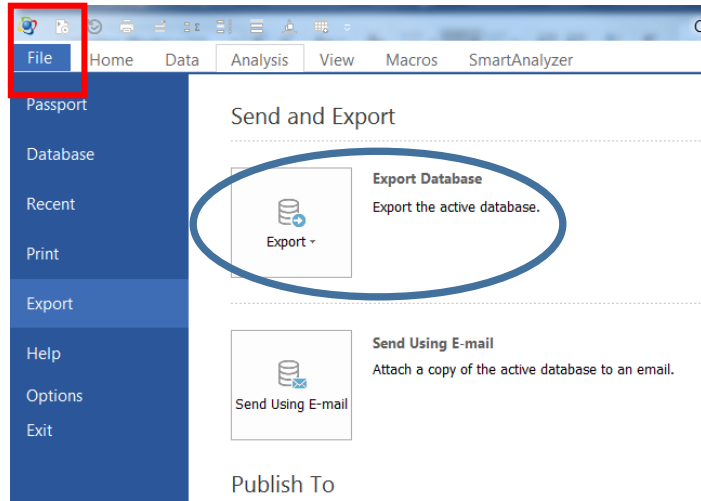 File Home Data Analysis View Macros SmartAnalyzer
Passport
Database
Recent
Print
Export
Help
Options
Exit
Send and Export
Export
Export Database
Export the active database.
Send Using E-mail
Send Using E-mail
Attach a copy of the active database to an email.
Publish To